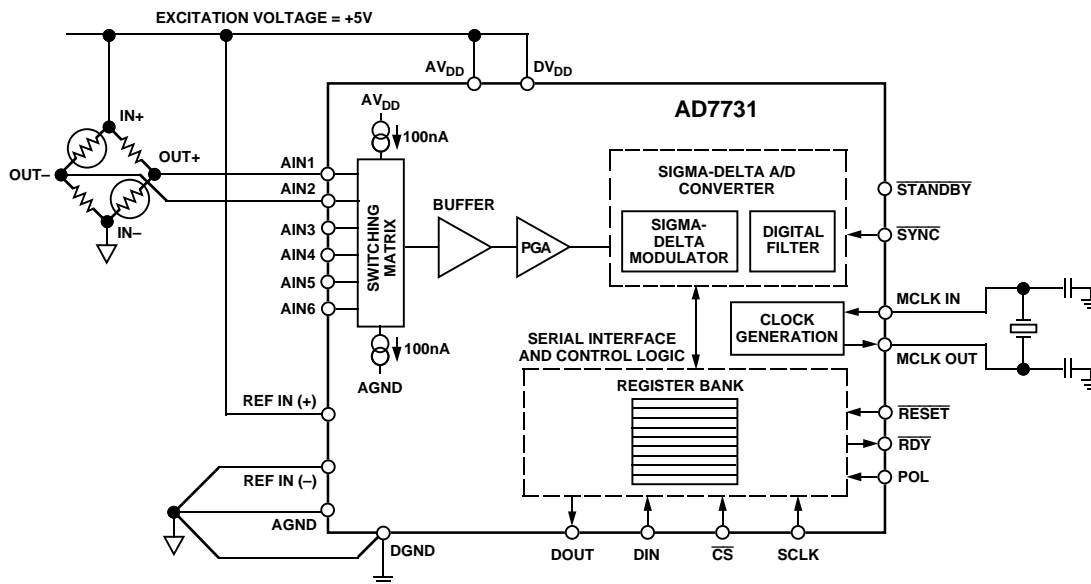 EXCITATION VOLTAGE = +5V
AVDD
DVDD
AD7731
AVDD
100nA
IN+
OUT+
OUT–
IN–
AIN1
AIN2
AIN3
AIN4
AIN5
AIN6
SWITCHING
MATRIX
BUFFER
PGA
SIGMA-DELTA A/D
CONVERTER
SIGMA-
DELTA
MODULATOR
DIGITAL
FILTER
STANDBY
SYNC
MCLK IN
CLOCK
GENERATION
MCLK OUT
100nA
AGND
SERIAL INTERFACE
AND CONTROL LOGIC
REGISTER BANK
REF IN (+)
RESET
RDY
POL
REF IN (–)
AGND
DGND
DOUT
DIN
CS
SCLK